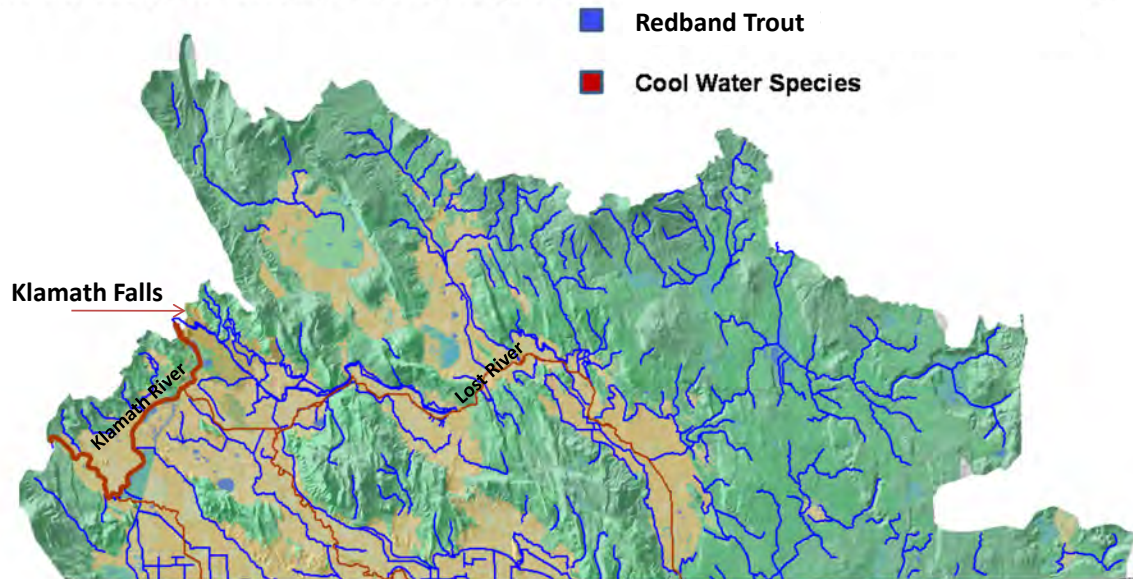 Redband Trout
Cool Water Species
Klamath Falls
Klamath River
Lost River